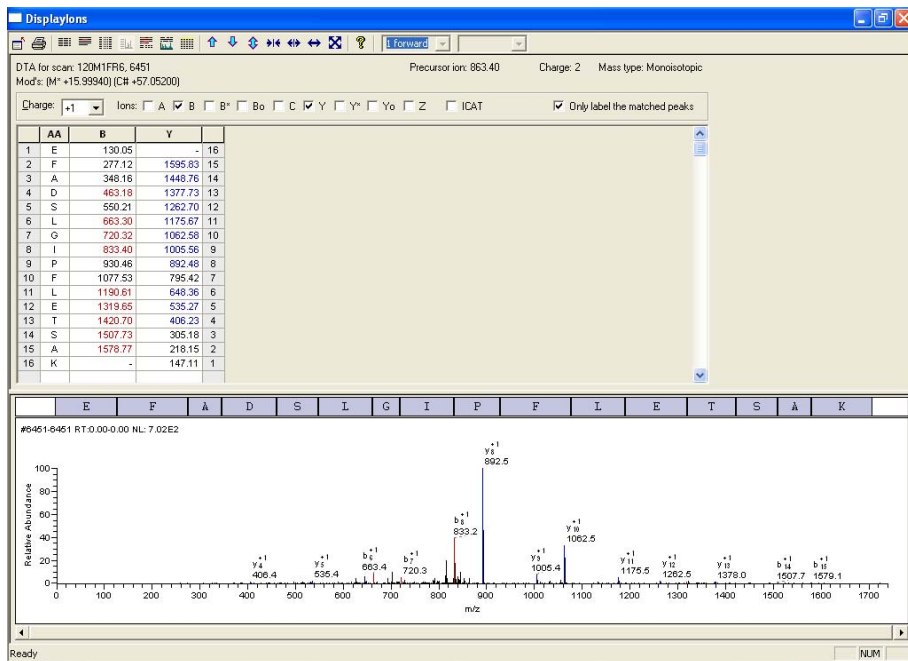 DisplayIons
1 forward
DTA for scan: 120M1FR6, 6451 Precursor ion: 863.40 Charge: 2 Mass type: Monoisotopic
Mod's: (M* +15.99940) (C# +57.05200)
Charge: +1 Ions: A B B* Bo C Y Y* Yo Z ICAT Only label the matched peaks
AA B Y
1 E 130.05 - 16
2 F 277.12 1595.83 15
3 A 348.16 1448.76 14
4 D 463.18 1377.73 13
5 S 550.21 1262.70 12
6 L 663.30 1175.67 11
7 G 720.32 1062.58 10
8 I 833.40 1005.56 9
9 P 930.46 892.48 8
10 F 1077.53 795.42 7
11 L 1190.61 648.36 6
12 E 1319.65 535.27 5
13 T 1420.70 406.23 4
14 S 1507.73 305.18 3
15 A 1578.77 218.15 2
16 K - 147.11 1
E F A D S L G I P F L E T S A K
#6451-6451 RT:0.00-0.00 NL: 7.02E2
Relative Abundance
100
80
60
40
20
0
y8 +1 892.5
b8 +1 833.2
y10 +1 1062.5
y4 +1 406.4
y5 +1 535.4
b6 +1 663.4
b7 +1 720.3
y9 +1 1005.4
y11 +1 1175.5
y12 +1 1262.5
y13 +1 1378.0
b14 +1 1507.7
b15 +1 1579.1
0 100 200 300 400 500 600 700 800 900 1000 1100 1200 1300 1400 1500 1600 1700
m/z
Ready NUM